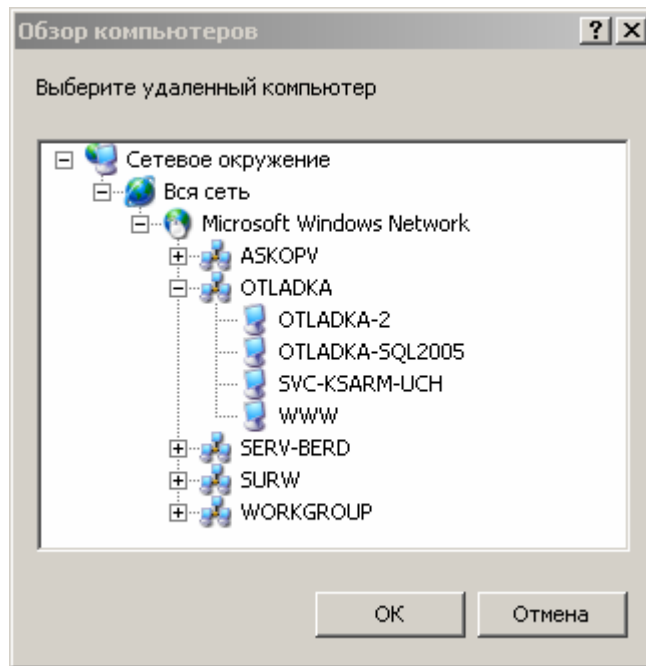 Обзор компьютеров
Выберите удаленный компьютер
Сетевое окружение
Вся сеть
Microsoft Windows Network
ASKOPV
OTLADKA
OTLADKA-2
OTLADKA-SQL2005
SVC-KSARM-UCH
WWW
SERV-BERD
SURW
WORKGROUP
ОК Отмена